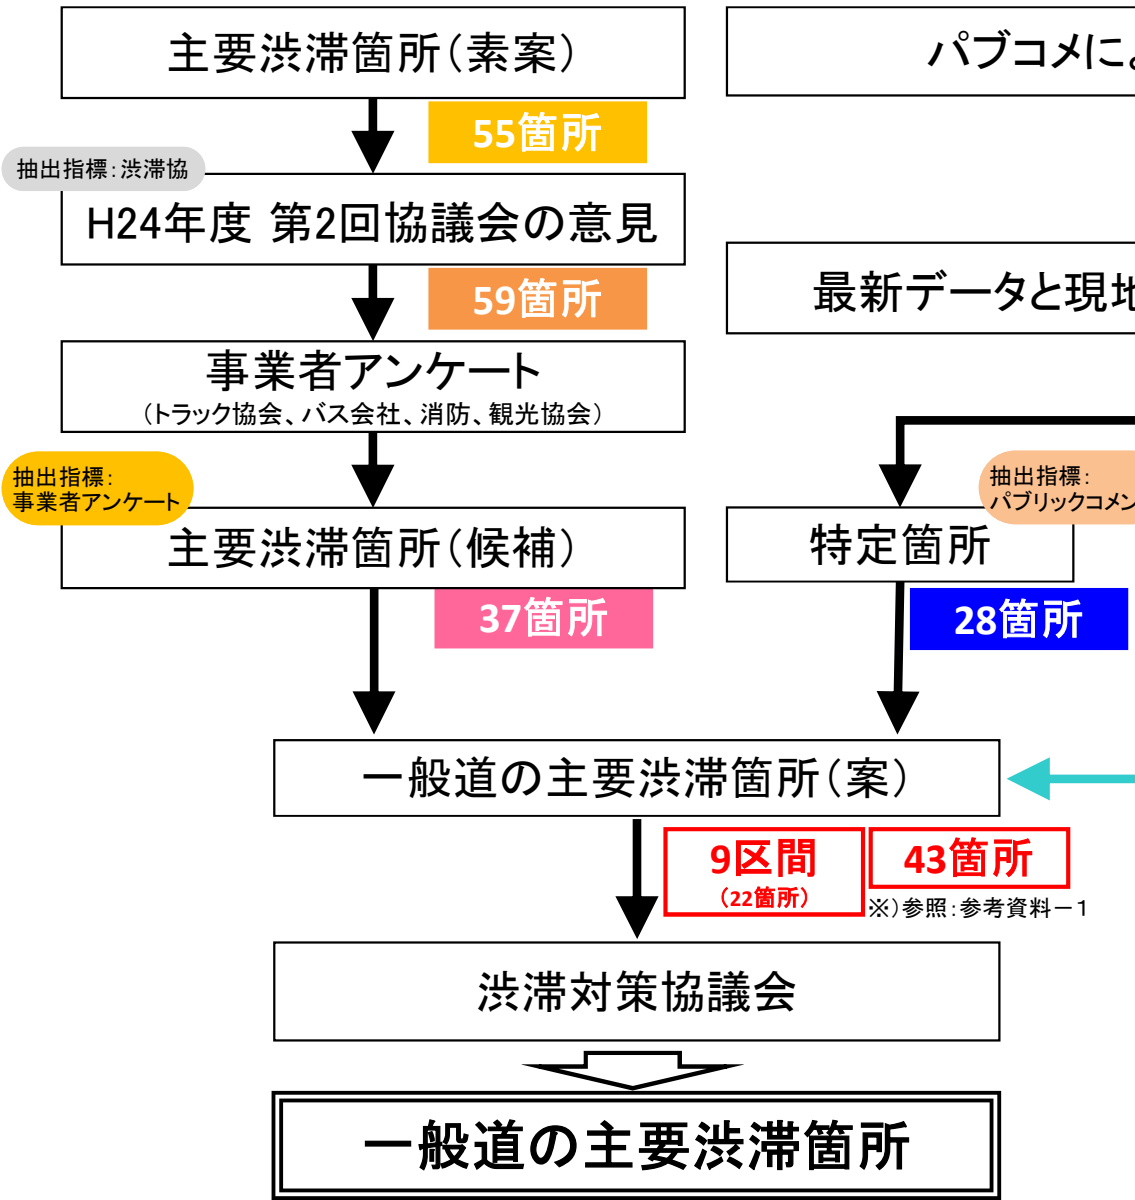 主要渋滞箇所(素案)
55箇所
抽出指標:渋滞協
H24年度 第2回協議会の意見
59箇所
事業者アンケート
(トラック協会、バス会社、消防、観光協会)
抽出指標:
事業者アンケート
主要渋滞箇所(候補)
37箇所
パブコメに
最新データと現地
抽出指標:
パブリックコメン
特定箇所
28箇所
一般道の主要渋滞箇所(案)
9区間
(22箇所)
43箇所
※)参照:参考資料-1
渋滞対策協議会
一般道の主要渋滞箇所